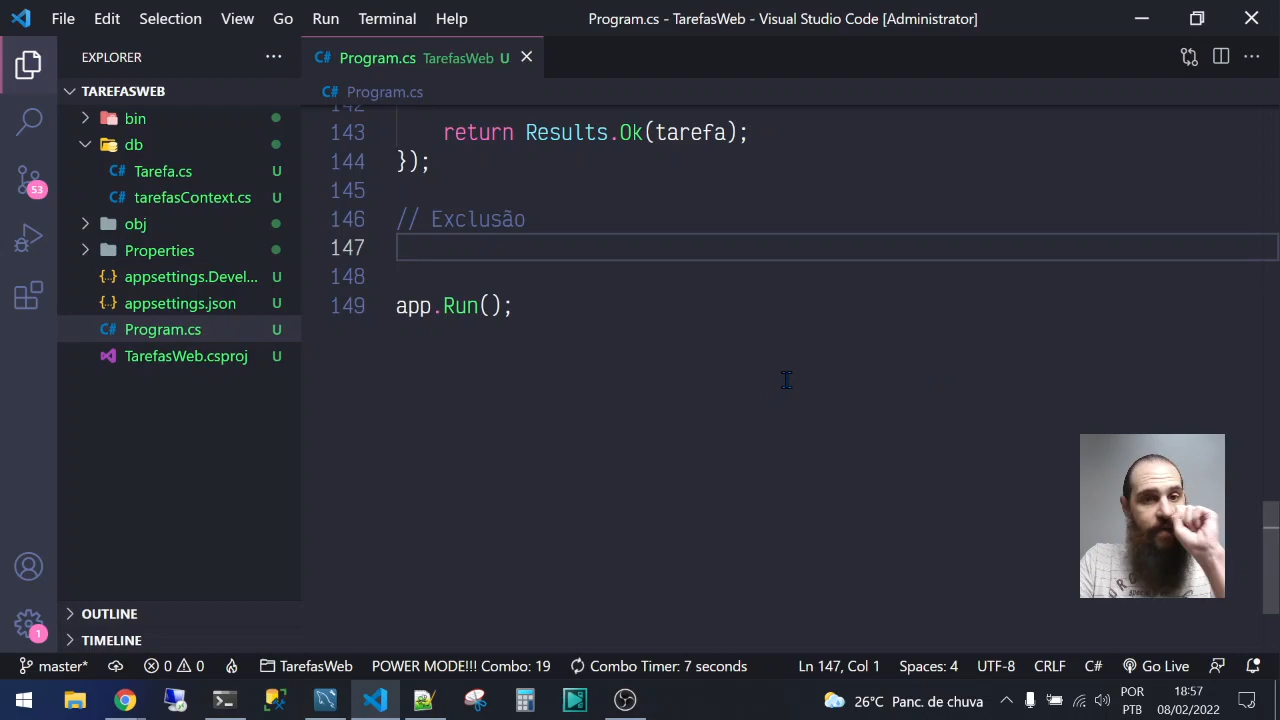 File Edit Selection View Go Run Terminal Help
Program.cs - TarefasWeb - Visual Studio Code [Administrator]
EXPLORER
TAREFASWEB
bin
db
C# Tarefa.cs U
C# tarefasContext.cs U
obj
Properties
{} appsettings.Devel... U
{} appsettings.json U
C# Program.cs U
TarefasWeb.csproj U
OUTLINE
TIMELINE
53
1
C# Program.cs TarefasWeb U
C# Program.cs
142
143 return Results.Ok(tarefa);
144 });
145
146 // Exclusão
147
148
149 app.Run();
master* 0 0 TarefasWeb POWER MODE!!! Combo: 19 Combo Timer: 7 seconds Ln 147, Col 1 Spaces: 4 UTF-8 CRLF C# Go Live
26°C Panc. de chuva
POR
PTB
18:57
08/02/2022